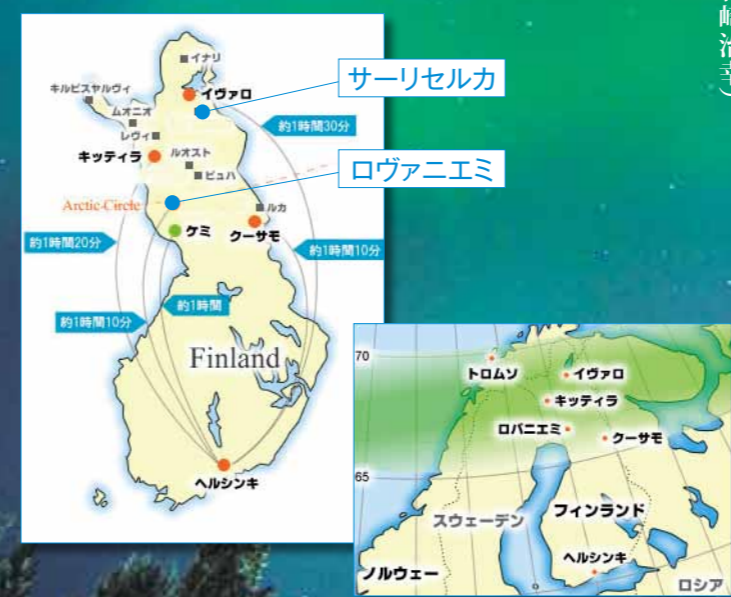 崎治幸）
イナリ
イヴァロ
サーリセルカ
キルピスヤルヴィ
ムオニオ
レヴィ
キッティラ
ルオスト
ピュハ
約1時間30分
ロヴァニエミ
Arctic-Circle
ルカ
ケミ
クーサモ
約1時間20分
約1時間10分
約1時間
約1時間10分
Finland
ヘルシンキ
70
トロムソ
イヴァロ
キッティラ
ロバニエミ
クーサモ
65
スウェーデン
フィンランド
ヘルシンキ
ノルウェー
ロシア